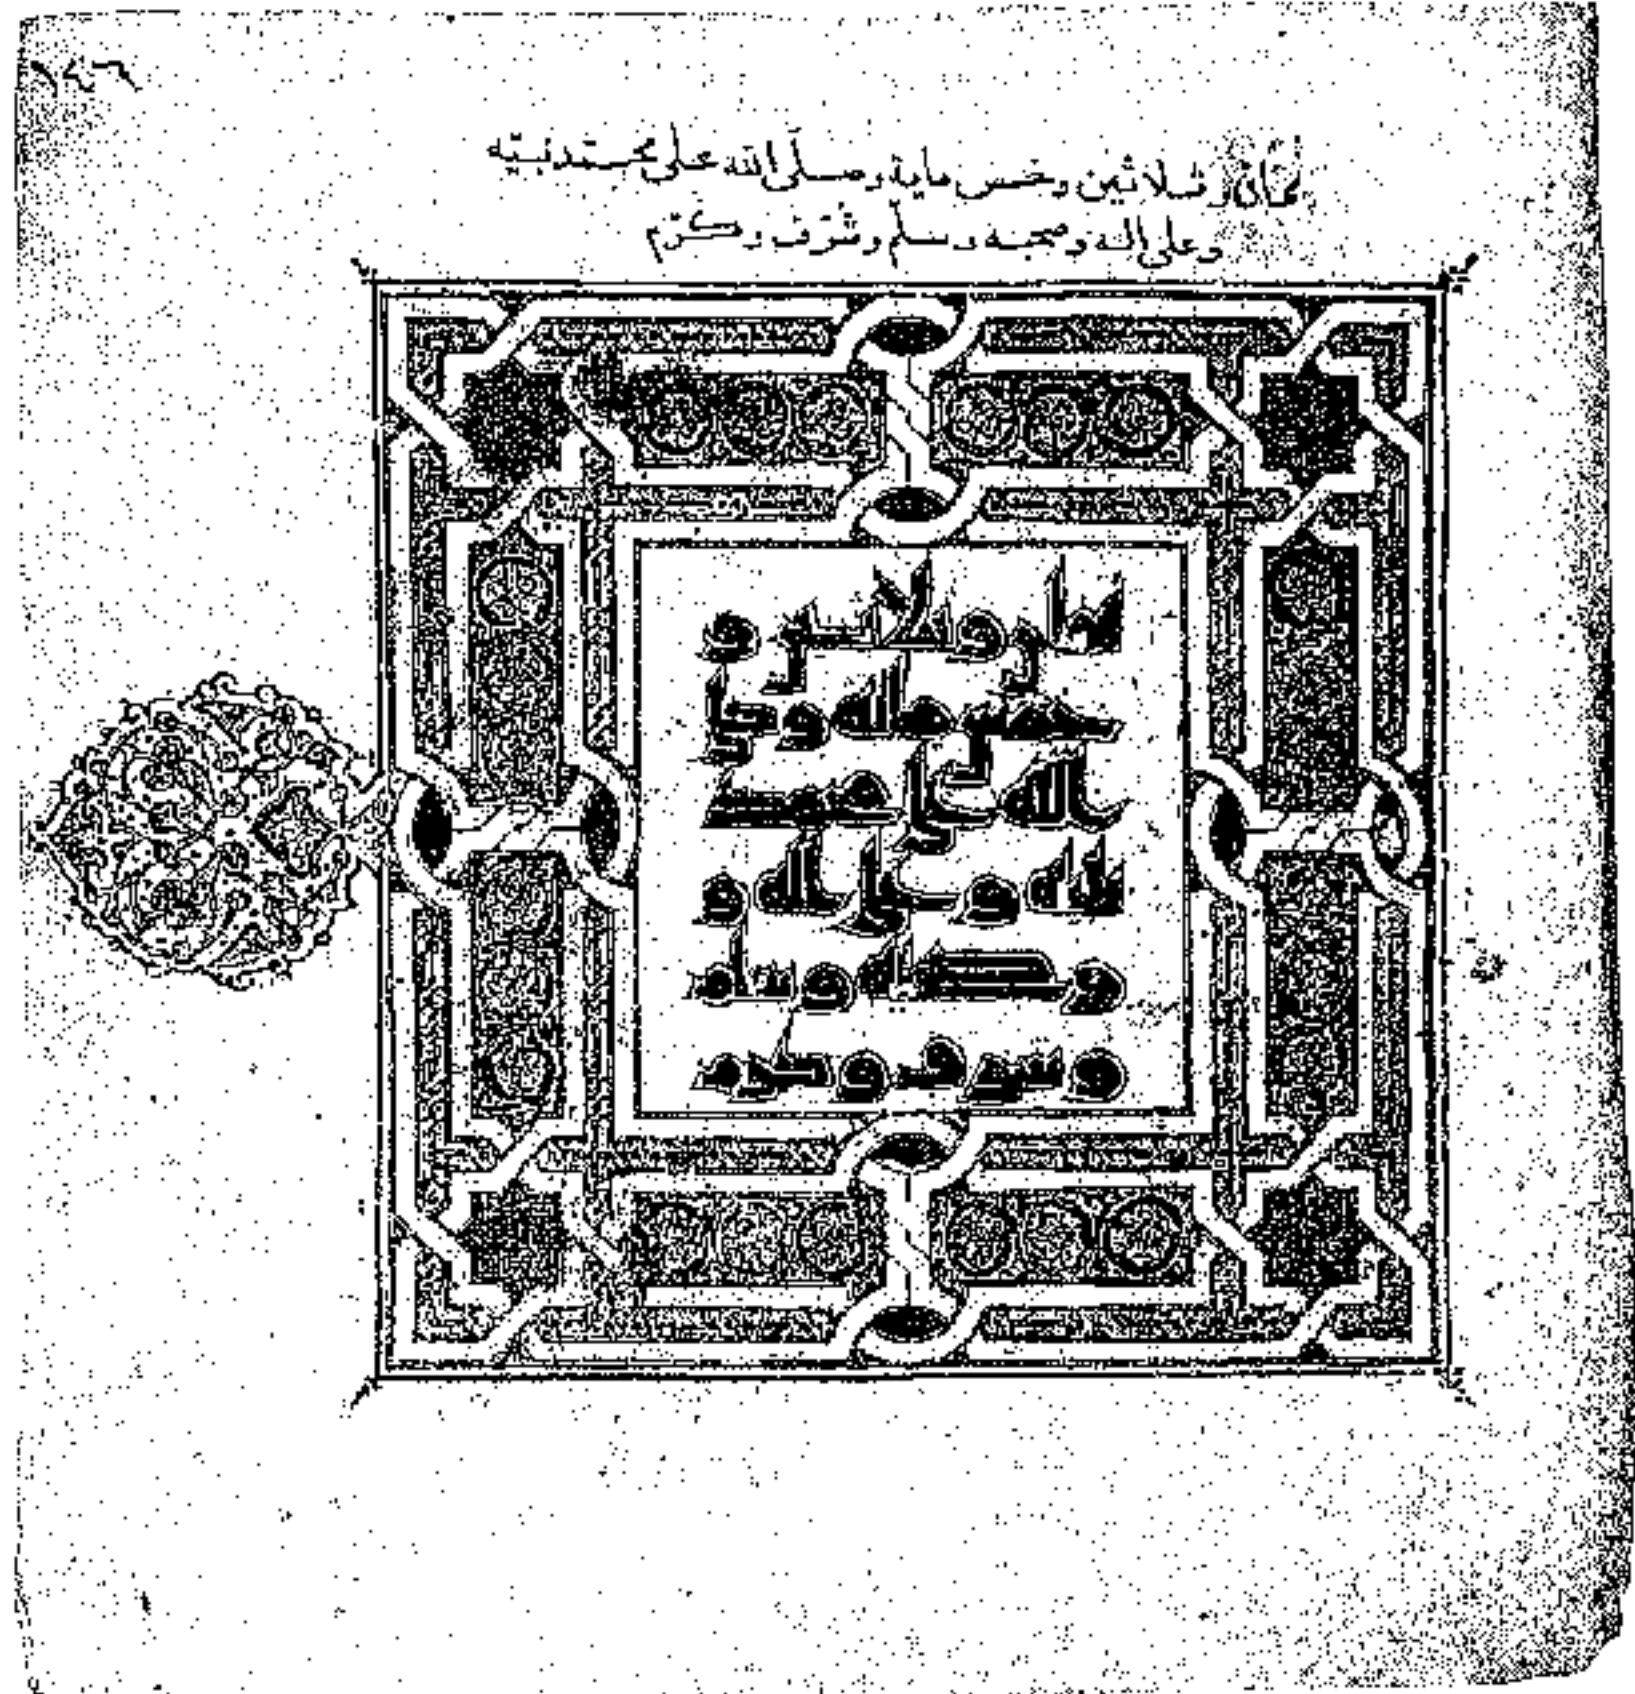 ١٤٦
ثمان وثلاثين وخمس ماية وصلى الله على محمد نبيه
وعلى اله وصحبه وسلم وشرف وكرم
ثمان وثلاثين و
خمس مائة وصلى
الله على محمد
نبيه وعلى اله و
وصحبه وسلم
وشرف وكرم